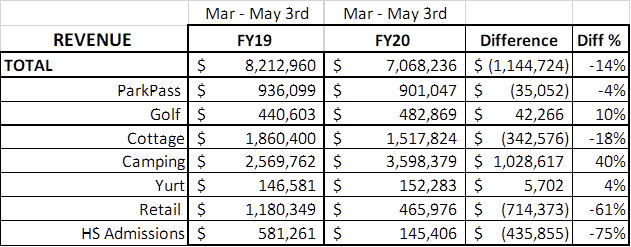 Mar - May 3rd Mar - May 3rd
REVENUE FY19 FY20 Difference Diff %
TOTAL $ 8,212,960 $ 7,068,236 $ (1,144,724) -14%
ParkPass $ 936,099 $ 901,047 $ (35,052) -4%
Golf $ 440,603 $ 482,869 $ 42,266 10%
Cottage $ 1,860,400 $ 1,517,824 $ (342,576) -18%
Camping $ 2,569,762 $ 3,598,379 $ 1,028,617 40%
Yurt $ 146,581 $ 152,283 $ 5,702 4%
Retail $ 1,180,349 $ 465,976 $ (714,373) -61%
HS Admissions $ 581,261 $ 145,406 $ (435,855) -75%